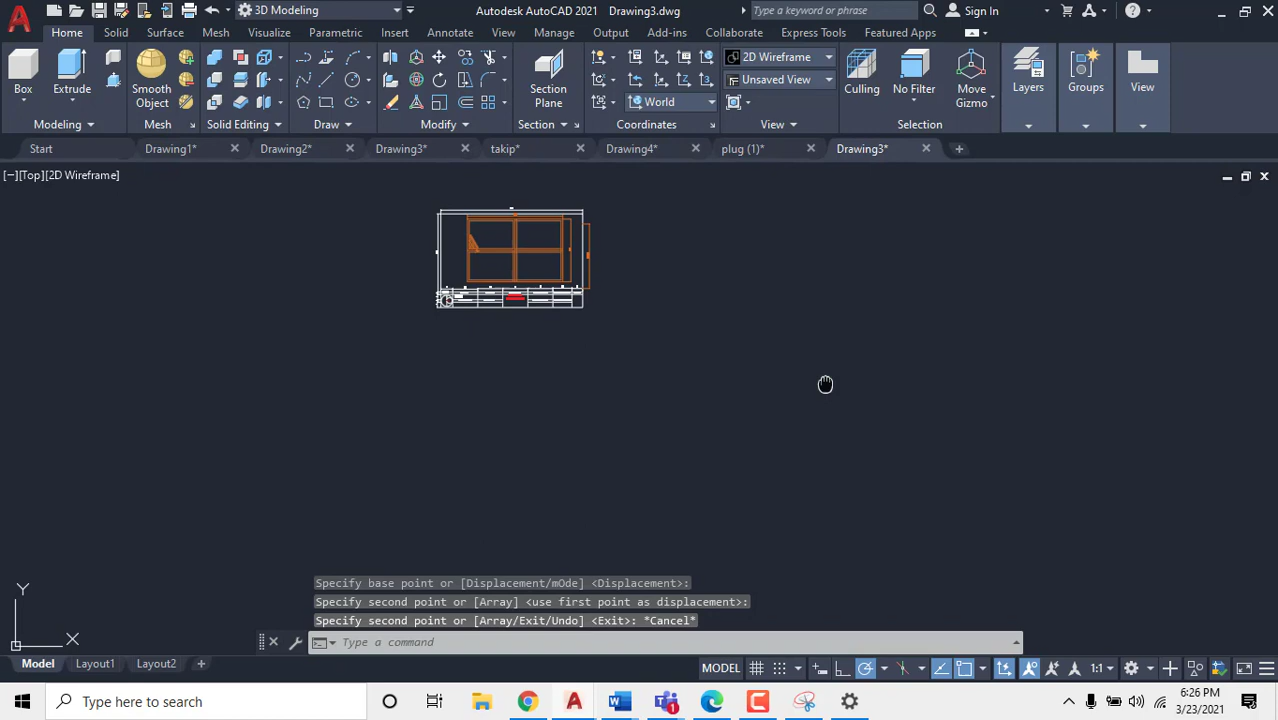 3D Modeling
Autodesk AutoCAD 2021 Drawing3.dwg
Type a keyword or phrase
Sign In
Home Solid Surface Mesh Visualize Parametric Insert Annotate View Manage Output Add-ins Collaborate Express Tools Featured Apps
Box
Extrude
Smooth
Object
Section
Plane
2D Wireframe
Unsaved View
World
Culling
No Filter
Move
Gizmo
Layers
Groups
View
Modeling
Mesh
Solid Editing
Draw
Modify
Section
Coordinates
View
Selection
Start
Drawing1*
Drawing2*
Drawing3*
takip*
Drawing4*
plug (1)*
Drawing3*
[−][Top][2D Wireframe]
Y
X
Specify base point or [Displacement/mOde] <Displacement>:
Specify second point or [Array] <use first point as displacement>:
Specify second point or [Array/Exit/Undo] <Exit>: *Cancel*
Type a command
Model
Layout1
Layout2
MODEL
1:1
Type here to search
1
6:26 PM
3/23/2021